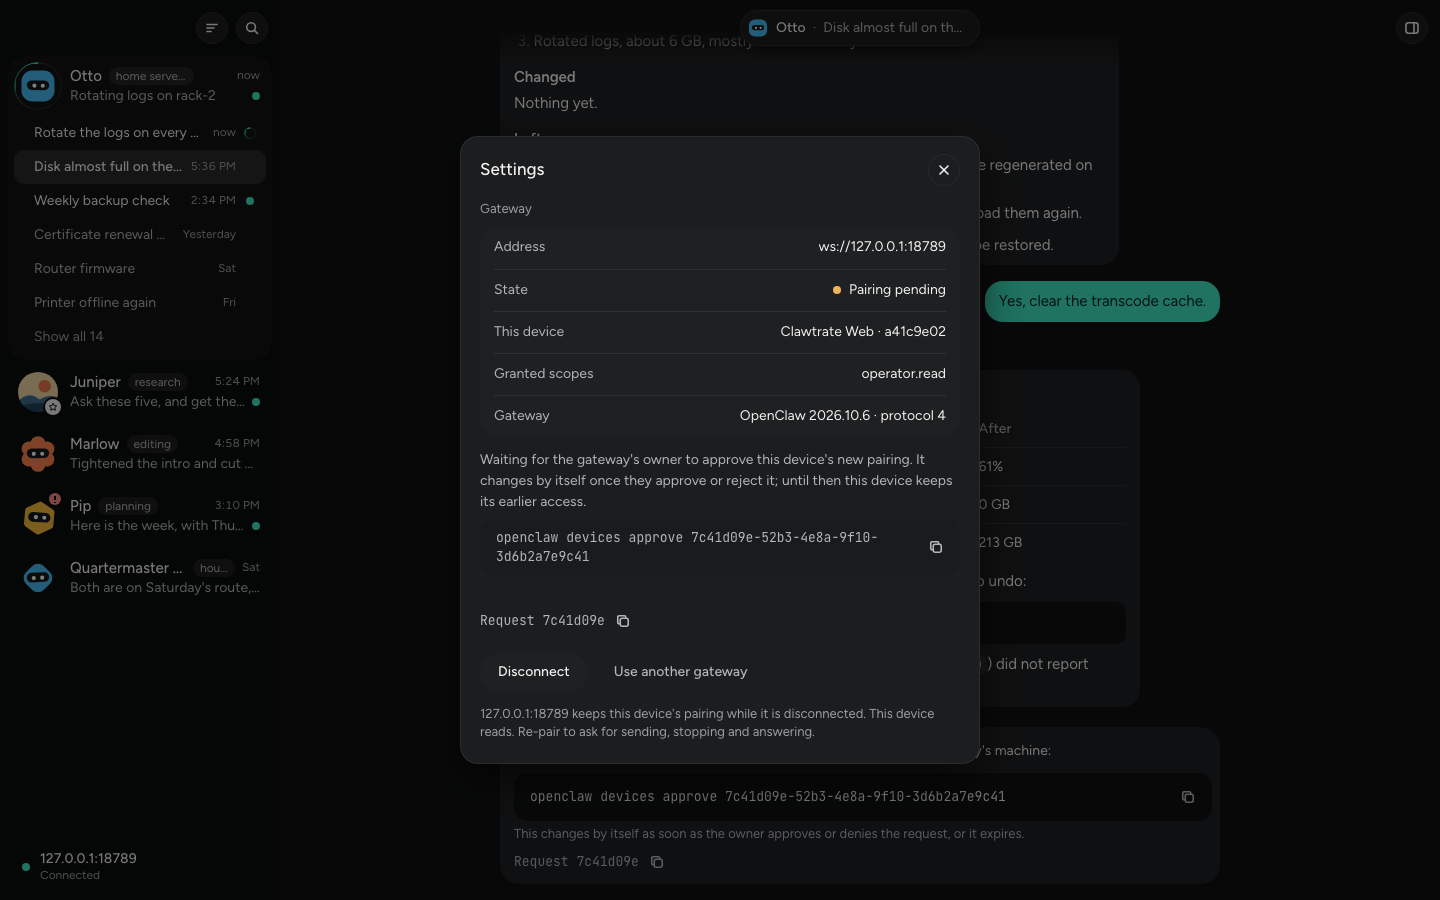 Otto home serve... now
Rotating logs on rack-2
Rotate the logs on every ... now
Disk almost full on the... 5:36 PM
Weekly backup check 2:34 PM
Certificate renewal ... Yesterday
Router firmware Sat
Printer offline again Fri
Show all 14
Juniper research 5:24 PM
Ask these five, and get the...
Marlow editing 4:58 PM
Tightened the intro and cut ...
Pip planning 3:10 PM
Here is the week, with Thu...
Quartermaster ... hou... Sat
Both are on Saturday's route,...
127.0.0.1:18789
Connected
Otto · Disk almost full on th...
3. Rotated logs, about 6 GB, mostly
Changed
Nothing yet.
e regenerated on
oad them again.
be restored.
Yes, clear the transcode cache.
After
61%
0 GB
213 GB
o undo:
) did not report
y's machine:
openclaw devices approve 7c41d09e-52b3-4e8a-9f10-3d6b2a7e9c41
This changes by itself as soon as the owner approves or denies the request, or it expires.
Request 7c41d09e
Settings
Gateway
Address ws://127.0.0.1:18789
State Pairing pending
This device Clawtrate Web · a41c9e02
Granted scopes operator.read
Gateway OpenClaw 2026.10.6 · protocol 4
Waiting for the gateway's owner to approve this device's new pairing. It
changes by itself once they approve or reject it; until then this device keeps
its earlier access.
openclaw devices approve 7c41d09e-52b3-4e8a-9f10-
3d6b2a7e9c41
Request 7c41d09e
Disconnect Use another gateway
127.0.0.1:18789 keeps this device's pairing while it is disconnected. This device
reads. Re-pair to ask for sending, stopping and answering.